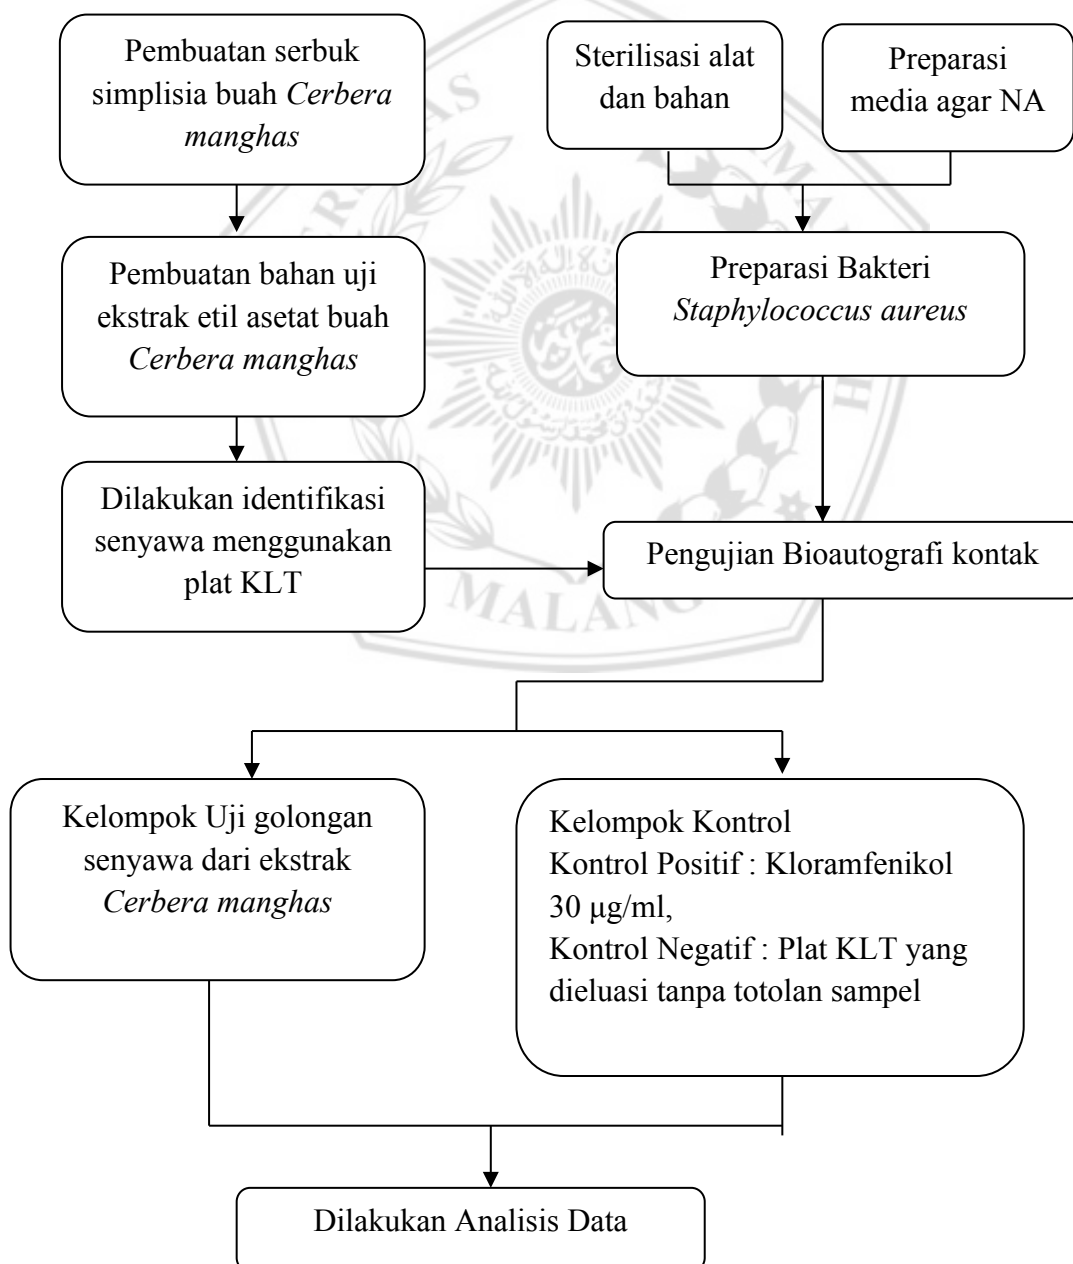 Pembuatan serbuk
simplisia buah Cerbera
manghas
Sterilisasi alat
dan bahan
Preparasi
media agar NA
Pembuatan bahan uji
ekstrak etil asetat buah
Cerbera manghas
Preparasi Bakteri
Staphylococcus aureus
Dilakukan identifikasi
senyawa menggunakan
plat KLT
Pengujian Bioautografi kontak
MALANG
Kelompok Uji golongan
senyawa dari ekstrak
Cerbera manghas
Kelompok Kontrol
Kontrol Positif : Kloramfenikol
30 μg/ml,
Kontrol Negatif : Plat KLT yang
dieluasi tanpa totolan sampel
Dilakukan Analisis Data